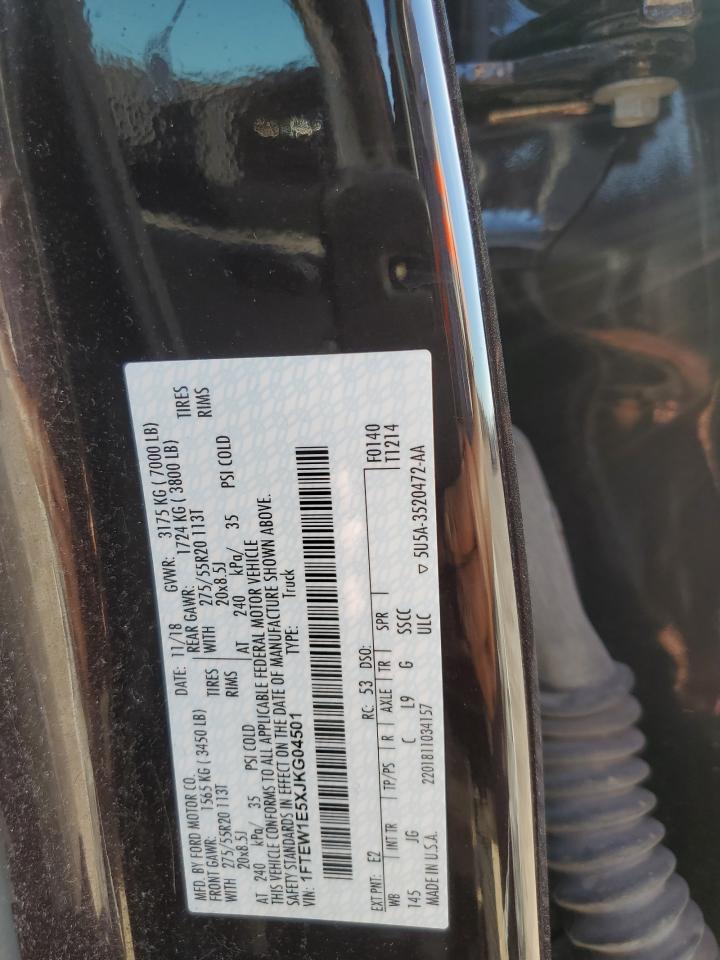 MFD. BY FORD MOTOR CO. DATE: 11/18 GVWR: 3175 KG ( 7000 LB)
FRONT GAWR: 1565 KG ( 3450 LB) REAR GAWR: 1724 KG ( 3800 LB)
WITH 275/55R20 113T TIRES WITH 275/55R20 113T TIRES
20x8.5J RIMS 20x8.5J RIMS
AT 240 kPa/ 35 PSI COLD AT 240 kPa/ 35 PSI COLD
THIS VEHICLE CONFORMS TO ALL APPLICABLE FEDERAL MOTOR VEHICLE
SAFETY STANDARDS IN EFFECT ON THE DATE OF MANUFACTURE SHOWN ABOVE.
VIN: 1FTEW1E5XJKG04501 TYPE: Truck
EXT PNT: E2 RC: 53 DSO: F0140
WB INT TR TP/PS R AXLE TR SPR T1214
145 JG C L9 G SSCC ▽ 5U5A-3520472-AA
MADE IN U.S.A. 2201811034157 ULC